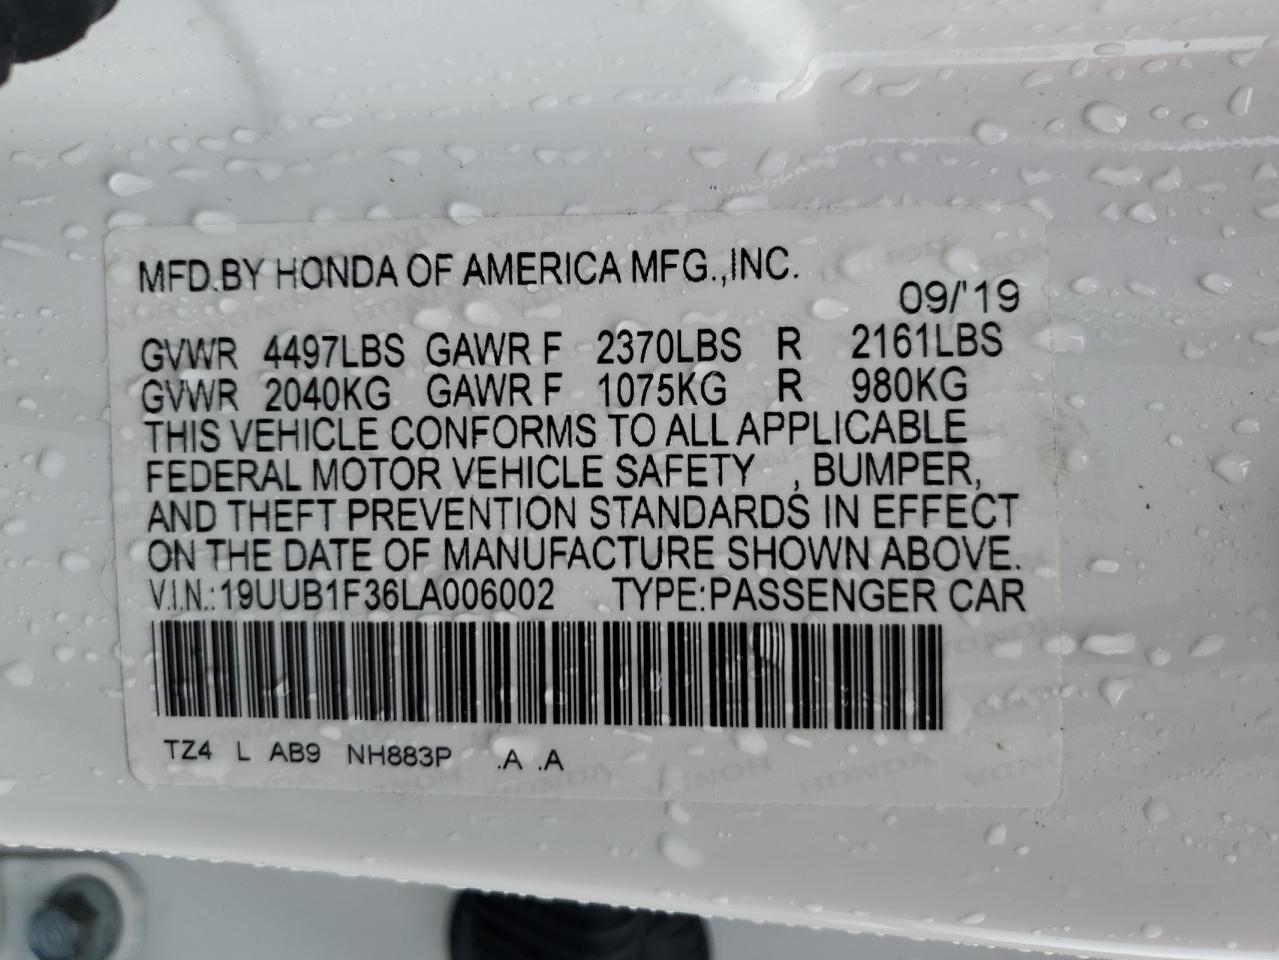 MFD.BY HONDA OF AMERICA MFG.,INC.
09/'19
GVWR 4497LBS GAWR F 2370LBS R 2161LBS
GVWR 2040KG GAWR F 1075KG R 980KG
THIS VEHICLE CONFORMS TO ALL APPLICABLE
FEDERAL MOTOR VEHICLE SAFETY , BUMPER,
AND THEFT PREVENTION STANDARDS IN EFFECT
ON THE DATE OF MANUFACTURE SHOWN ABOVE.
V.I.N.:19UUB1F36LA006002 TYPE:PASSENGER CAR
TZ4 L AB9 NH883P .A .A